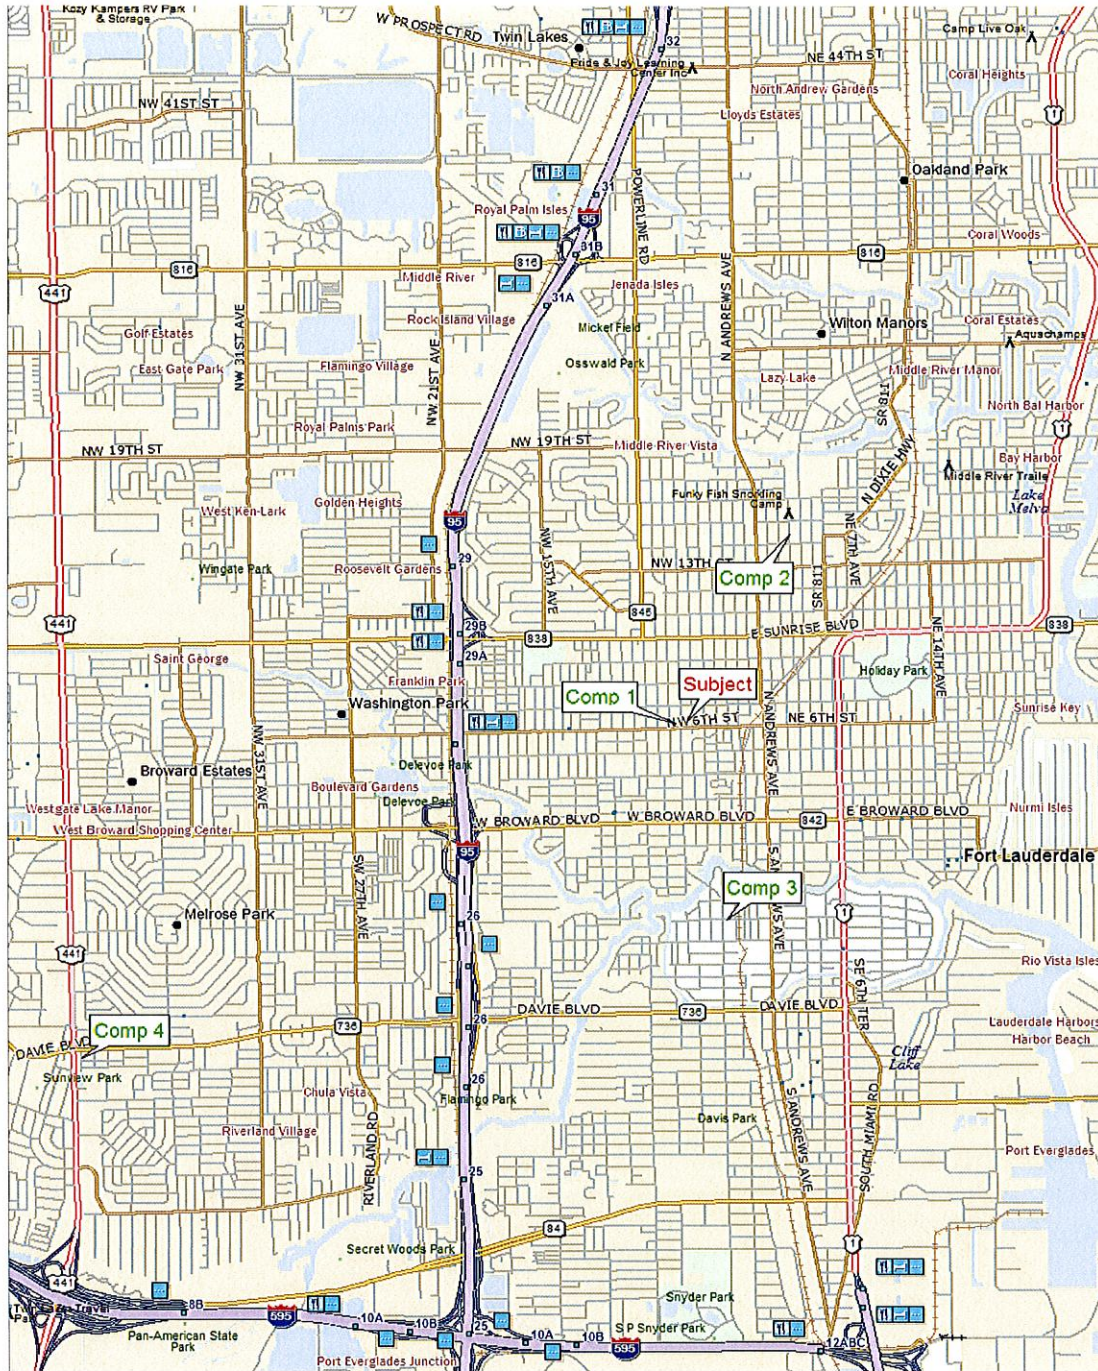 Kozy Kampers RV Park
& Storage
W PROSPECT RD
Twin Lakes
32
Camp Live Oak
Pride & Joy Learning
Center Inc
NE 44TH ST
Coral Heights
North Andrew Gardens
NW 41ST ST
Lloyds Estates
1
Oakland Park
31
POWERLINE RD
Royal Palm Isles
95
Coral Woods
31B
816
816
816
441
Middle River
Jenada Isles
N ANDREWS AVE
31A
NW 31ST AVE
Rock Island Village
Mickel Field
Wilton Manors
Coral Estates
Golf Estates
Aquachamps
NW 21ST AVE
East Gate Park
Flamingo Village
Osswald Park
Lazy Lake
Middle River Manor
SR 811
North Bal Harbor
Royal Palms Park
1
NW 19TH ST
NW 19TH ST
Middle River Vista
N DIXIE HWY
Bay Harbor
Middle River Traile
Golden Heights
Funky Fish Snorkling
Camp
Lake
Melva
West Ken-Lark
95
NE 7TH AVE
NW 15TH AVE
Wingate Park
Roosevelt Gardens
29
NW 13TH ST
Comp 2
SR 811
441
845
29B
838
E SUNRISE BLVD
838
NE 14TH AVE
Saint George
29A
Holiday Park
Franklin Park
Comp 1
Subject
Washington Park
N ANDREWS AVE
Sunrise Key
NW 6TH ST
NE 6TH ST
NW 31ST AVE
Delevoe Park
Broward Estates
Boulevard Gardens
Delevoe Park
Westgate Lake Manor
Nurmi Isles
West Broward Shopping Center
W BROWARD BLVD
W BROWARD BLVD
842
E BROWARD BLVD
95
Fort Lauderdale
SW 27TH AVE
S ANDREWS AVE
Comp 3
Melrose Park
1
26
441
Rio Vista Isles
SE 6TH TER
DAVIE BLVD
736
DAVIE BLVD
Comp 4
736
26
Lauderdale Harbors
Harbor Beach
DAVIE BLVD
Cliff
Lake
Sunview Park
26
Chula Vista
Flamingo Park
S ANDREWS AVE
SOUTH MIAMI RD
Davis Park
Riverland Village
RIVERLAND RD
Port Everglades
25
84
Secret Woods Park
1
441
Snyder Park
8B
595
10A
10B
25
10A
10B
S P Snyder Park
595
12ABC
Pan-American State
Park
Port Everglades Junction